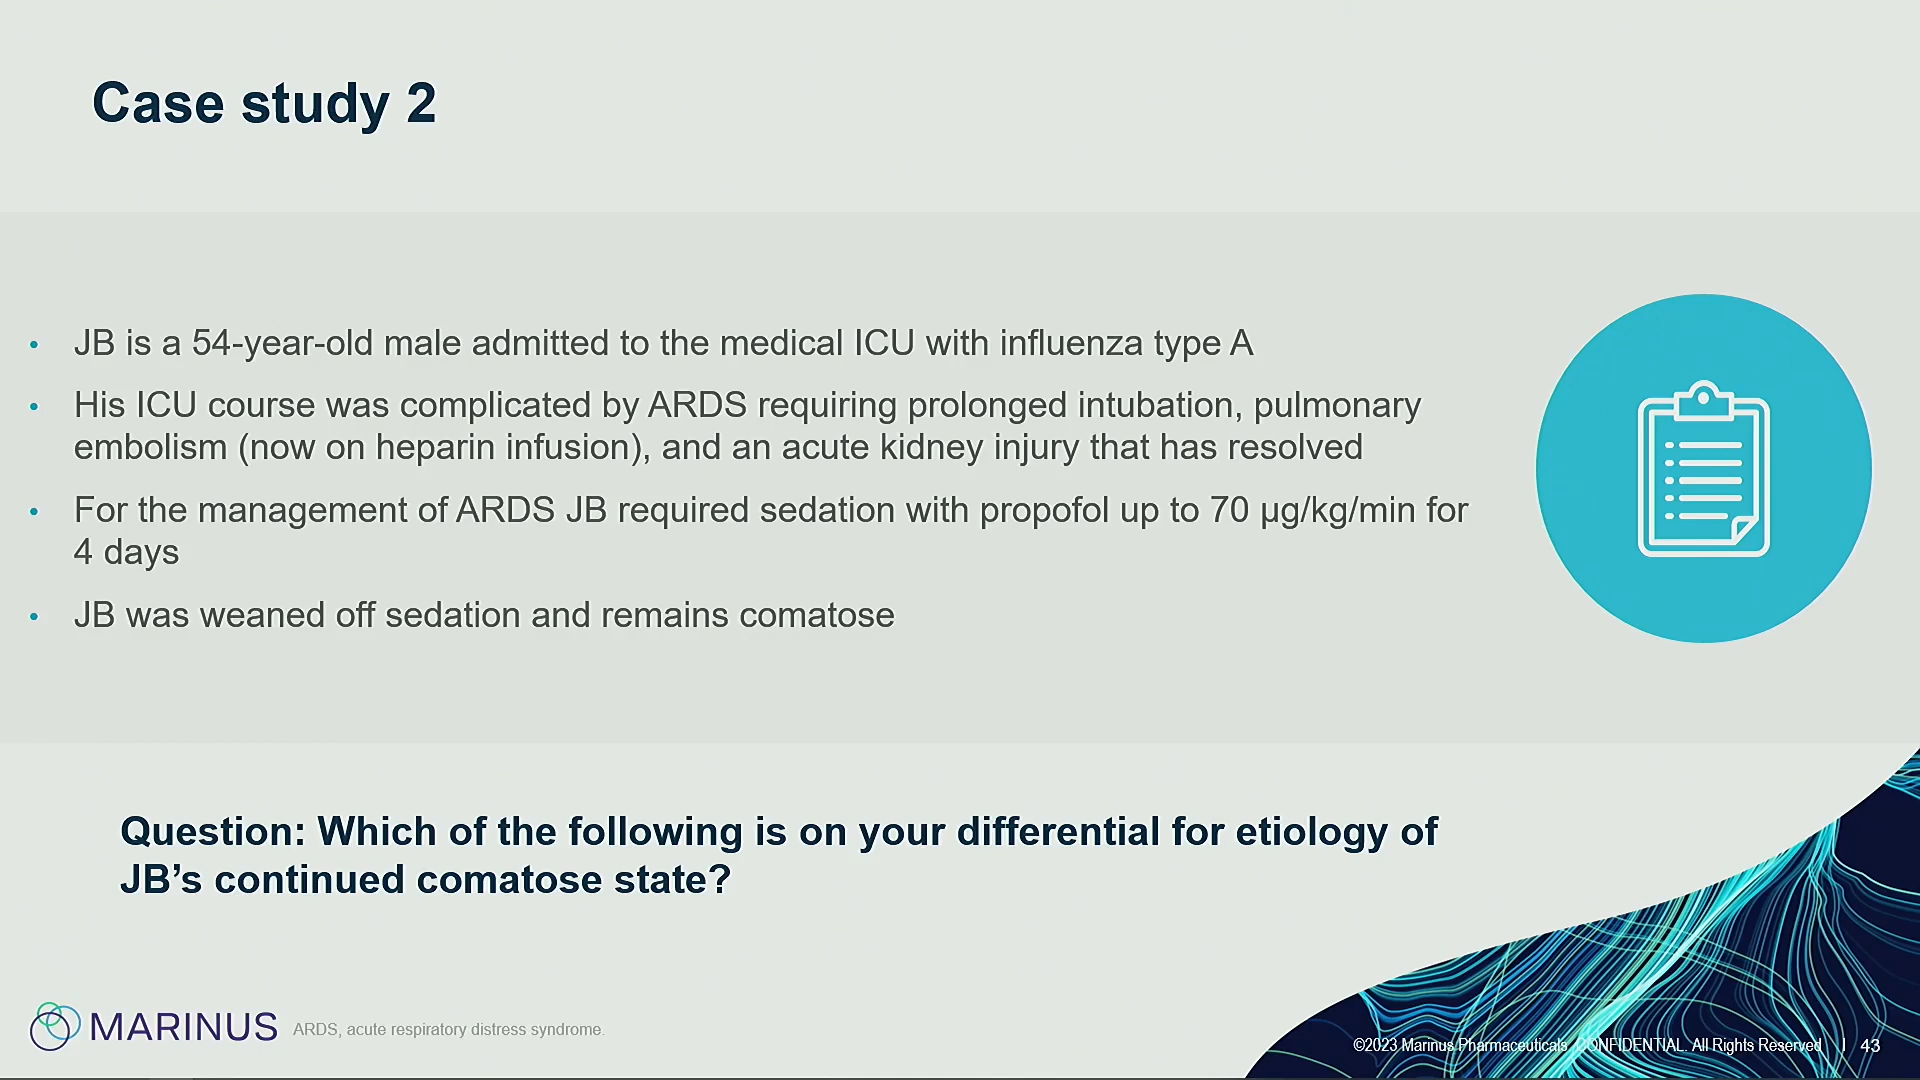 Case study 2
• JB is a 54-year-old male admitted to the medical ICU with influenza type A
• His ICU course was complicated by ARDS requiring prolonged intubation, pulmonary
embolism (now on heparin infusion), and an acute kidney injury that has resolved
• For the management of ARDS JB required sedation with propofol up to 70 µg/kg/min for
4 days
• JB was weaned off sedation and remains comatose
Question: Which of the following is on your differential for etiology of
JB’s continued comatose state?
MARINUS
ARDS, acute respiratory distress syndrome.
©2023 Marinus Pharmaceuticals. CONFIDENTIAL. All Rights Reserved | 43